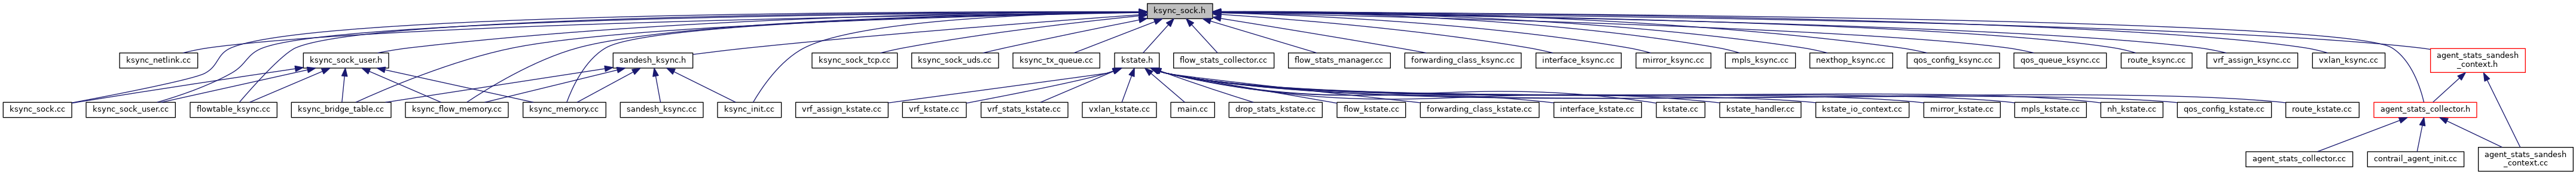 ksync_sock.h
ksync_netlink.cc
ksync_sock_user.h
sandesh_ksync.h
ksync_sock_tcp.cc
ksync_sock_uds.cc
ksync_tx_queue.cc
kstate.h
flow_stats_collector.cc
flow_stats_manager.cc
forwarding_class_ksync.cc
interface_ksync.cc
mirror_ksync.cc
mpls_ksync.cc
nexthop_ksync.cc
qos_config_ksync.cc
qos_queue_ksync.cc
route_ksync.cc
vrf_assign_ksync.cc
vxlan_ksync.cc
agent_stats_sandesh
_context.h
ksync_sock.cc
ksync_sock_user.cc
flowtable_ksync.cc
ksync_bridge_table.cc
ksync_flow_memory.cc
ksync_memory.cc
sandesh_ksync.cc
ksync_init.cc
vrf_assign_kstate.cc
vrf_kstate.cc
vrf_stats_kstate.cc
vxlan_kstate.cc
main.cc
drop_stats_kstate.cc
flow_kstate.cc
forwarding_class_kstate.cc
interface_kstate.cc
kstate.cc
kstate_handler.cc
kstate_io_context.cc
mirror_kstate.cc
mpls_kstate.cc
nh_kstate.cc
qos_config_kstate.cc
route_kstate.cc
agent_stats_collector.h
agent_stats_collector.cc
contrail_agent_init.cc
agent_stats_sandesh
_context.cc